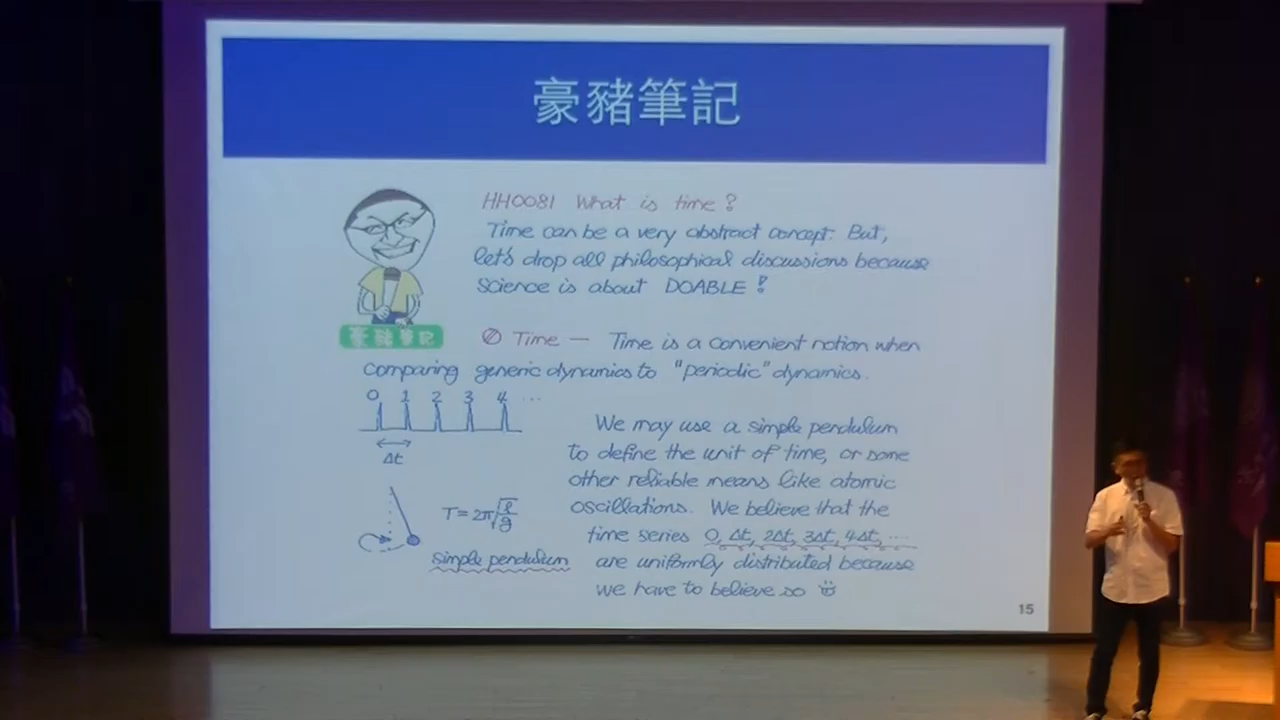 豪豬筆記
HH0081 What is time?
Time can be a very abstract concept. But,
let's drop all philosophical discussions because
science is about DOABLE!
豪豬筆記
Time — Time is a convenient notion when
comparing generic dynamics to "periodic" dynamics.
0 1 2 3 4 ...
Δt
We may use a simple pendulum
to define the unit of time, or some
other reliable means like atomic
oscillations. We believe that the
time series 0, Δt, 2Δt, 3Δt, 4Δt, ...
are uniformly distributed because
we have to believe so
T = 2π√(ℓ/g)
simple pendulum
15